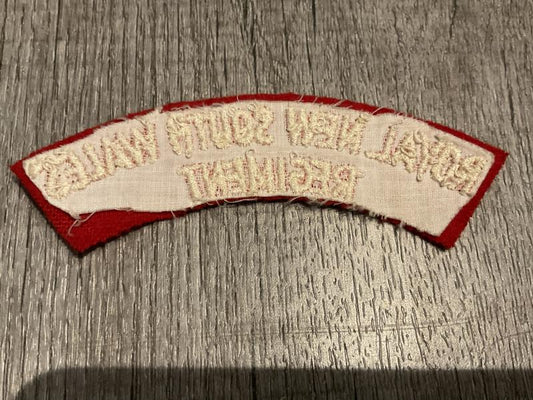 ROYAL NEW SOUTH WALES
REGIMENT